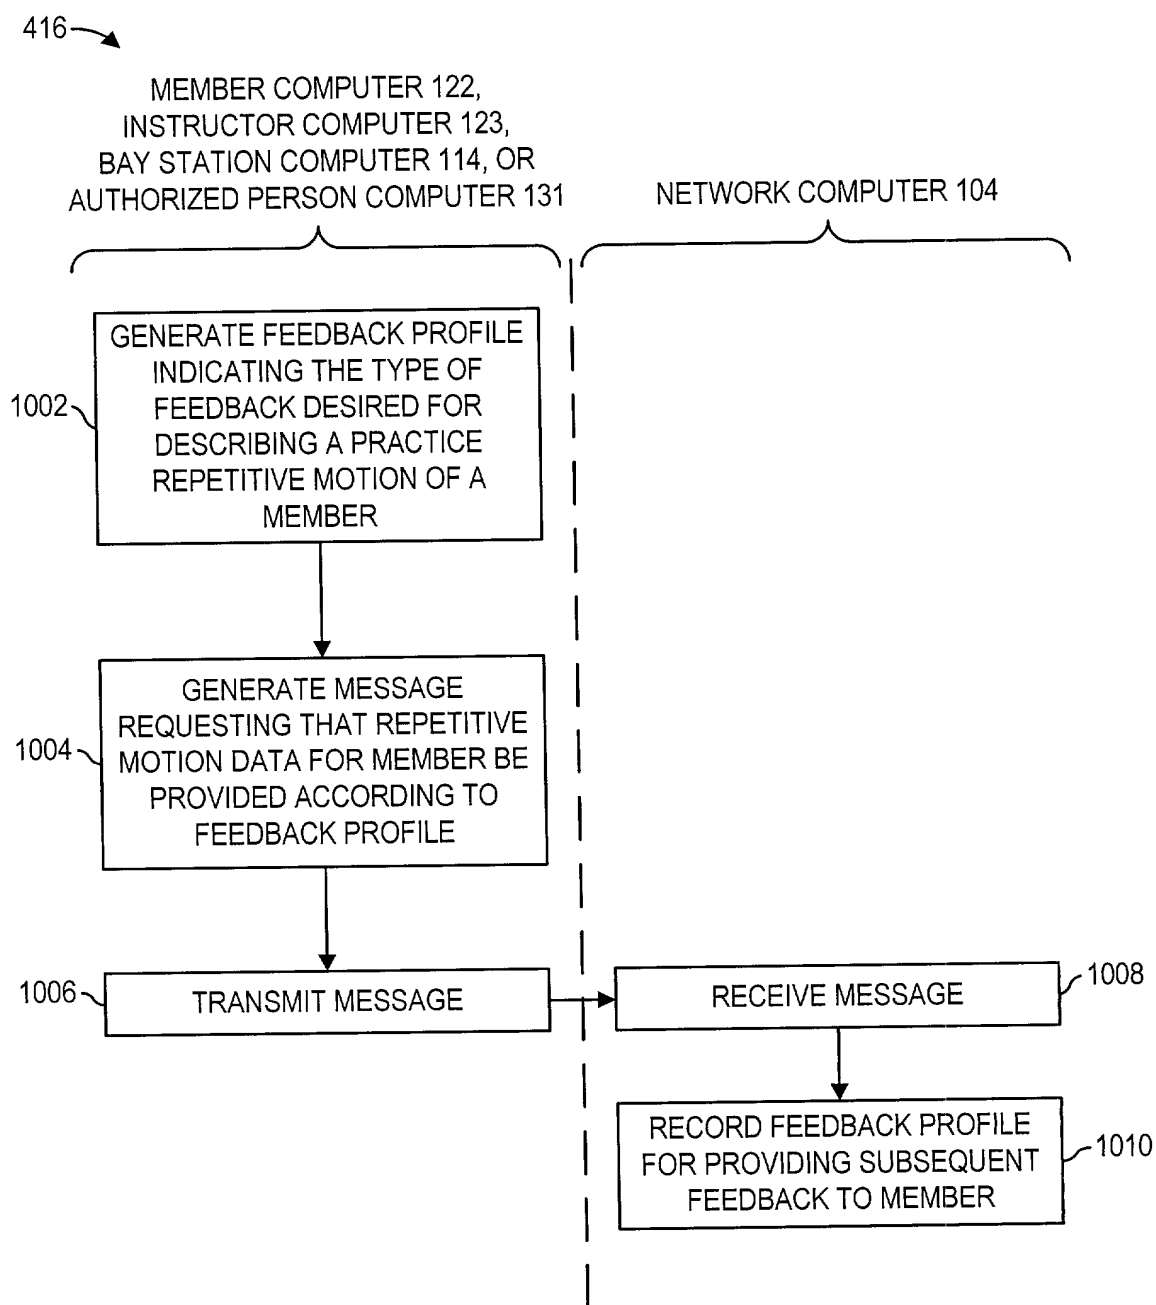 416
MEMBER COMPUTER 122,
INSTRUCTOR COMPUTER 123,
BAY STATION COMPUTER 114, OR
AUTHORIZED PERSON COMPUTER 131
NETWORK COMPUTER 104
1002
GENERATE FEEDBACK PROFILE
INDICATING THE TYPE OF
FEEDBACK DESIRED FOR
DESCRIBING A PRACTICE
REPETITIVE MOTION OF A
MEMBER
1004
GENERATE MESSAGE
REQUESTING THAT REPETITIVE
MOTION DATA FOR MEMBER BE
PROVIDED ACCORDING TO
FEEDBACK PROFILE
1006
TRANSMIT MESSAGE
RECEIVE MESSAGE
1008
RECORD FEEDBACK PROFILE
FOR PROVIDING SUBSEQUENT
FEEDBACK TO MEMBER
1010